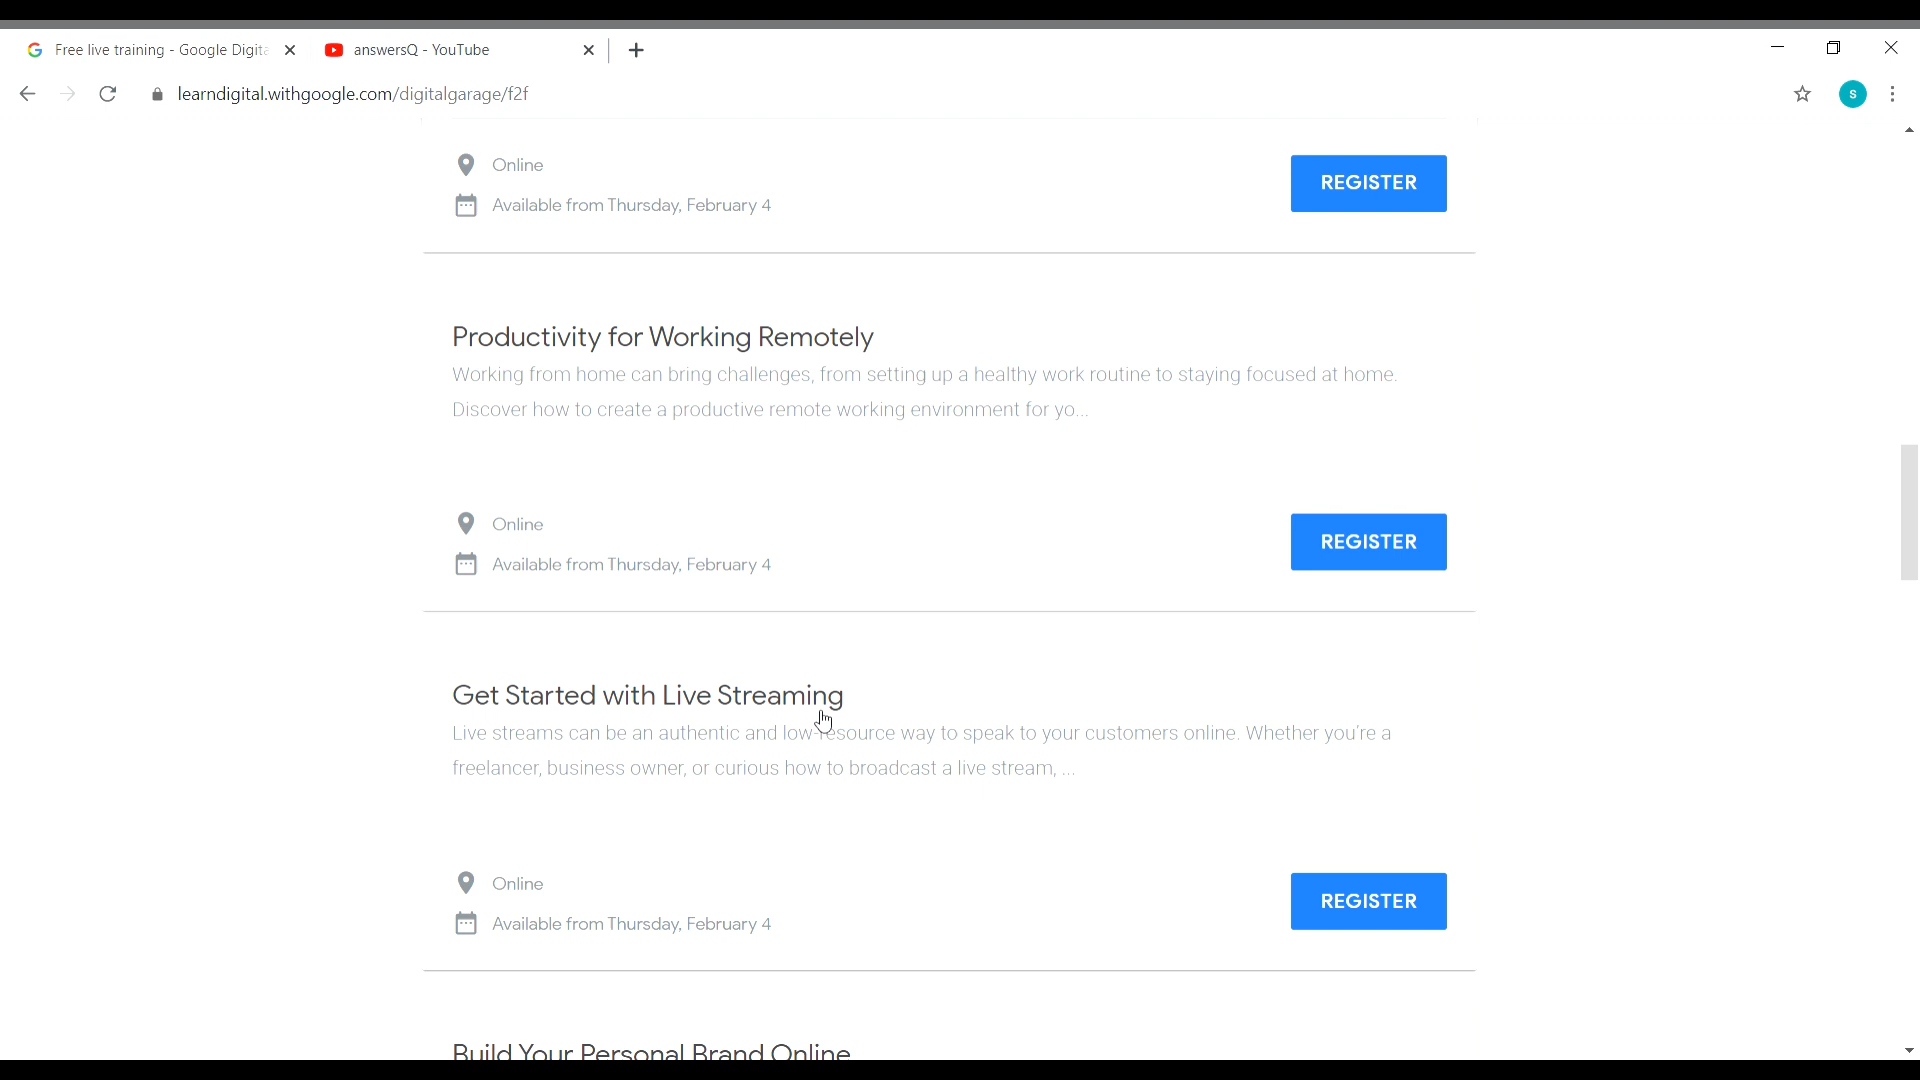 Free live training - Google Digita
answersQ - YouTube
learndigital.withgoogle.com/digitalgarage/f2f
S
Online
REGISTER
Available from Thursday, February 4
Productivity for Working Remotely
Working from home can bring challenges, from setting up a healthy work routine to staying focused at home.
Discover how to create a productive remote working environment for yo...
Online
REGISTER
Available from Thursday, February 4
Get Started with Live Streaming
Live streams can be an authentic and low-resource way to speak to your customers online. Whether you're a
freelancer, business owner, or curious how to broadcast a live stream, ...
Online
REGISTER
Available from Thursday, February 4
Build Your Personal Brand Online